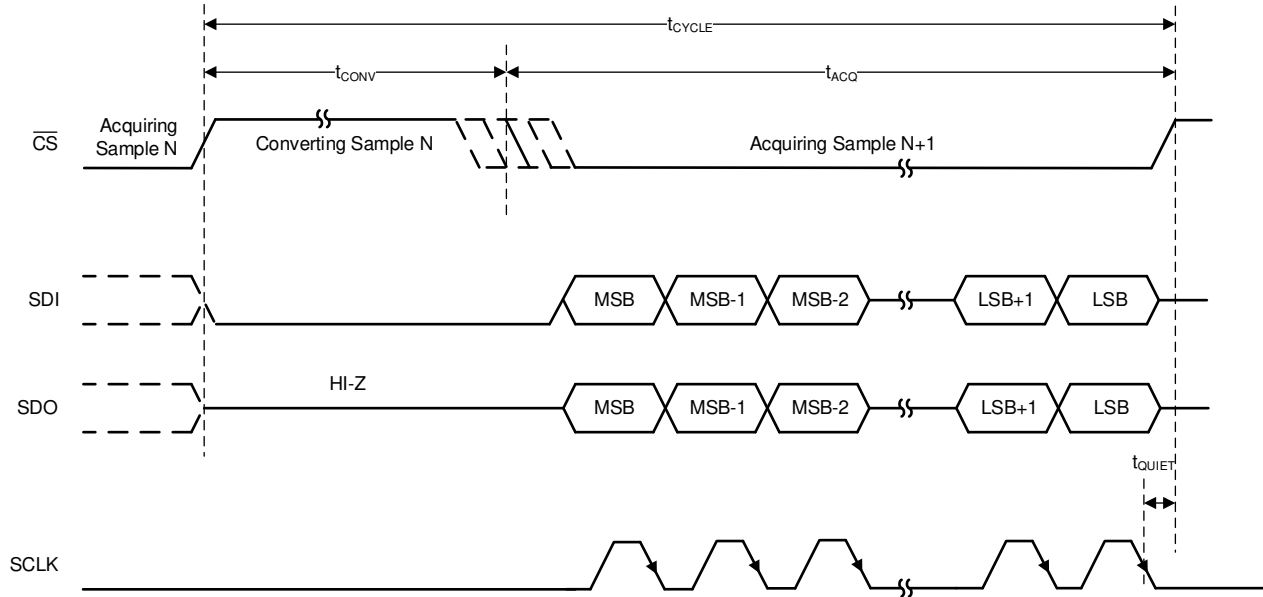 tCYCLE
tCONV
tACQ
CS
Acquiring
Sample N
Converting Sample N
Acquiring Sample N+1
SDI
MSB
MSB-1
MSB-2
LSB+1
LSB
HI-Z
SDO
MSB
MSB-1
MSB-2
LSB+1
LSB
tQUIET
SCLK